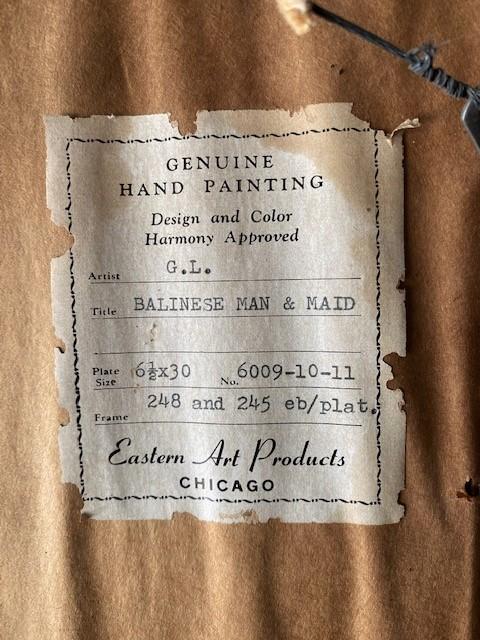 GENUINE
HAND PAINTING
Design and Color
Harmony Approved
Artist G.L.
Title BALINESE MAN & MAID
Plate Size 6½x30 No. 6009-10-11
Frame 248 and 245 eb/plat.
Eastern Art Products
CHICAGO